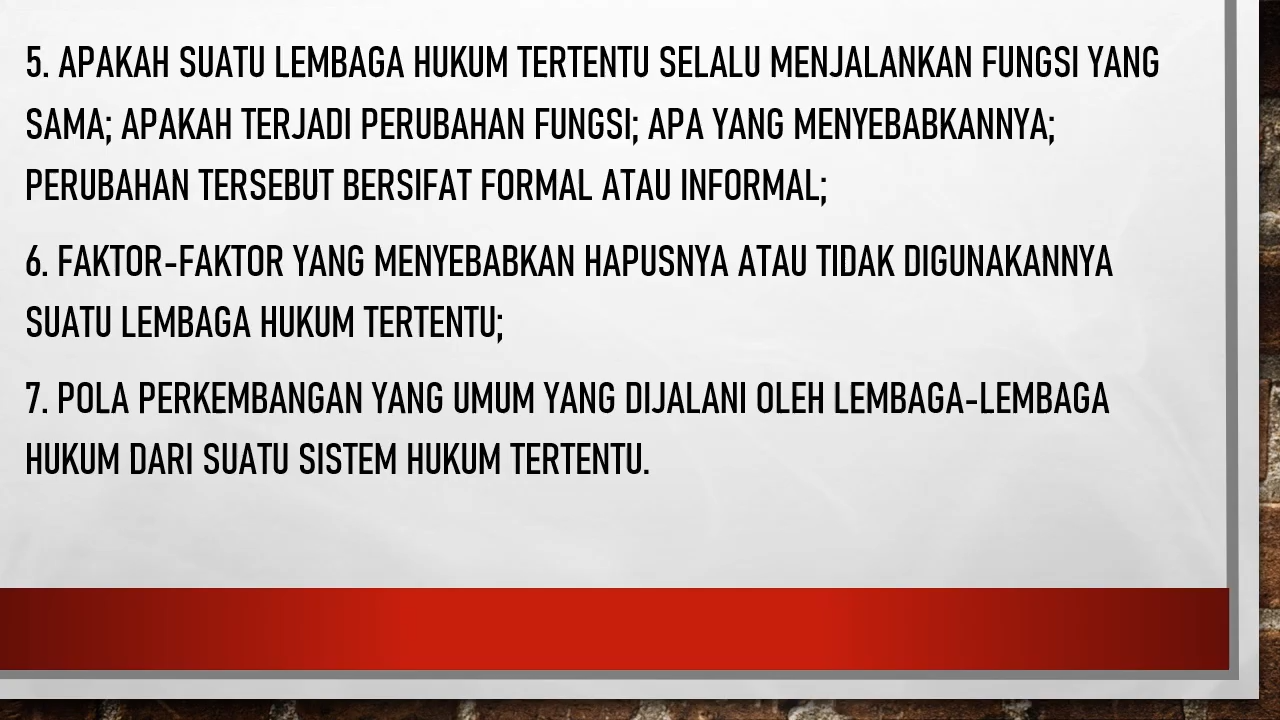 5. APAKAH SUATU LEMBAGA HUKUM TERTENTU SELALU MENJALANKAN FUNGSI YANG
SAMA; APAKAH TERJADI PERUBAHAN FUNGSI; APA YANG MENYEBABKANNYA;
PERUBAHAN TERSEBUT BERSIFAT FORMAL ATAU INFORMAL;
6. FAKTOR-FAKTOR YANG MENYEBABKAN HAPUSNYA ATAU TIDAK DIGUNAKANNYA
SUATU LEMBAGA HUKUM TERTENTU;
7. POLA PERKEMBANGAN YANG UMUM YANG DIJALANI OLEH LEMBAGA-LEMBAGA
HUKUM DARI SUATU SISTEM HUKUM TERTENTU.